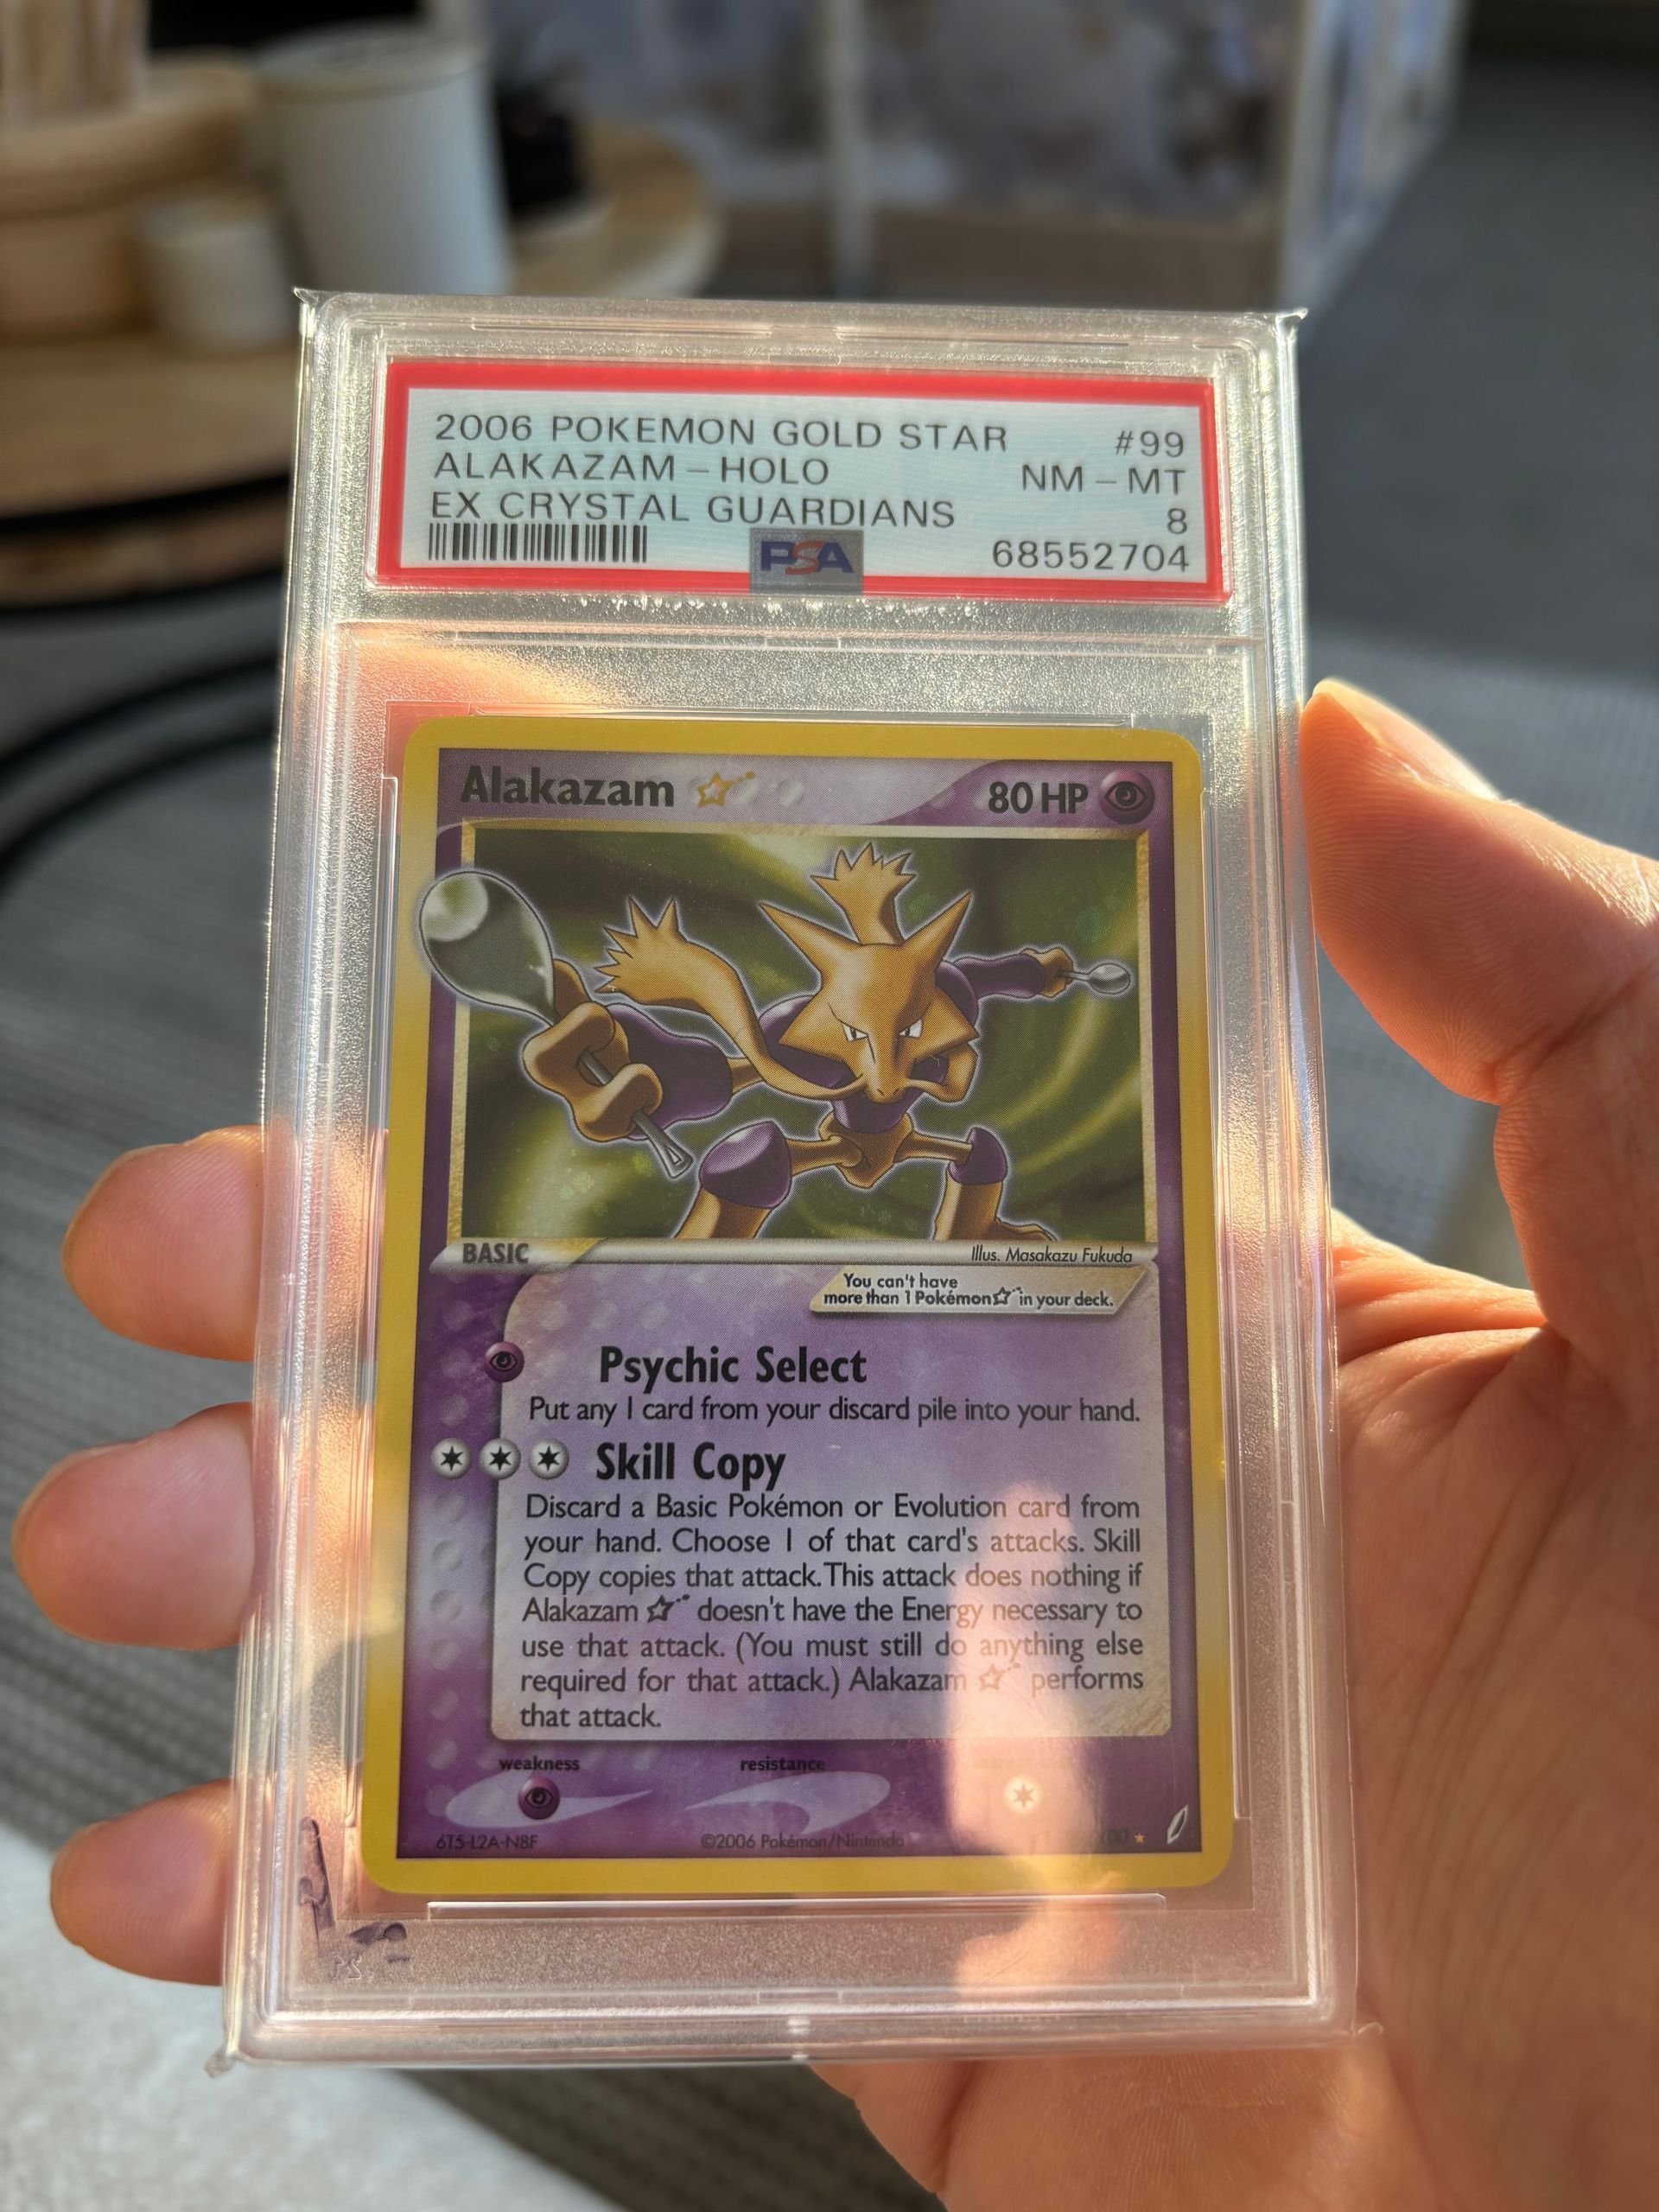 2006 POKEMON GOLD STAR #99
ALAKAZAM - HOLO NM - MT
EX CRYSTAL GUARDIANS 8
PSA 68552704
Alakazam ☆ 80 HP
BASIC Illus. Masakazu Fukuda
You can't have
more than 1 Pokémon☆ in your deck.
Psychic Select
Put any 1 card from your discard pile into your hand.
Skill Copy
Discard a Basic Pokémon or Evolution card from
your hand. Choose 1 of that card's attacks. Skill
Copy copies that attack. This attack does nothing if
Alakazam ☆ doesn't have the Energy necessary to
use that attack. (You must still do anything else
required for that attack.) Alakazam ☆ performs
that attack.
weakness resistance
6T5-L2A-N8F ©2006 Pokémon/Nintendo